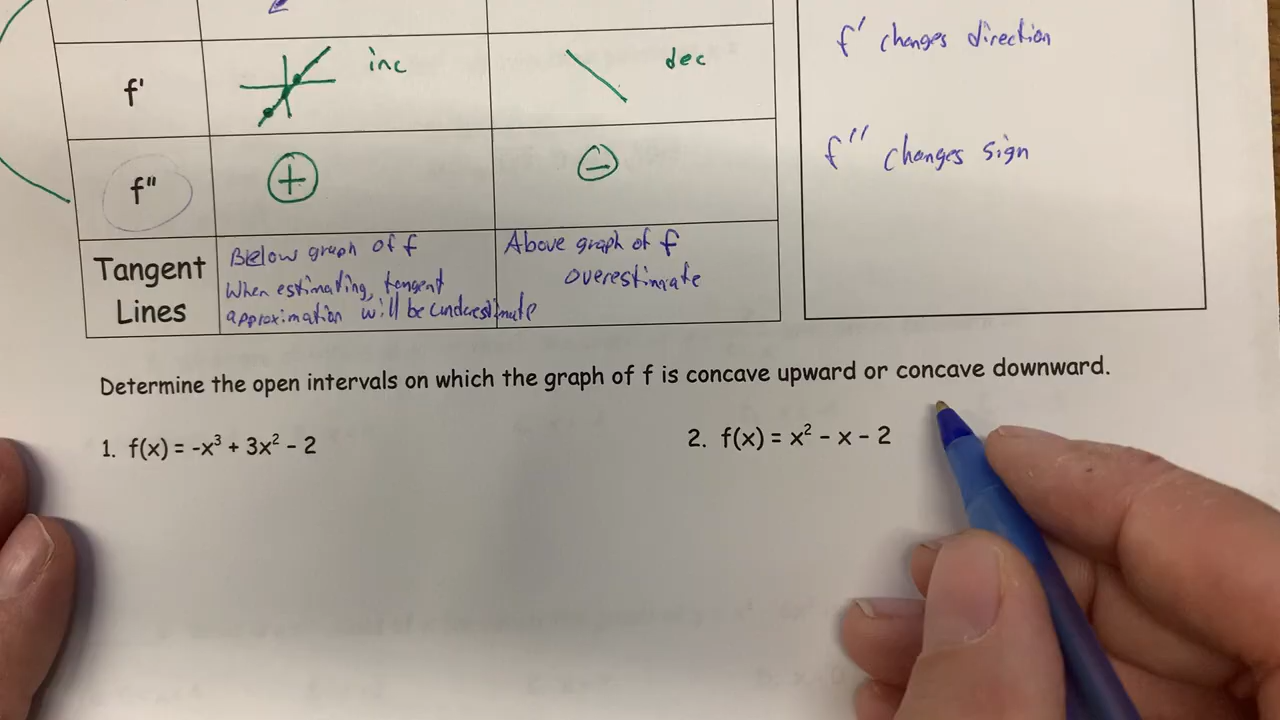 f' changes direction
f' inc dec
f" changes sign
f" + −
Tangent Lines
Below graph of f
When estimating, tangent
approximation will be underestimate
Above graph of f
overestimate
Determine the open intervals on which the graph of f is concave upward or concave downward.
1. f(x) = -x³ + 3x² - 2
2. f(x) = x² - x - 2